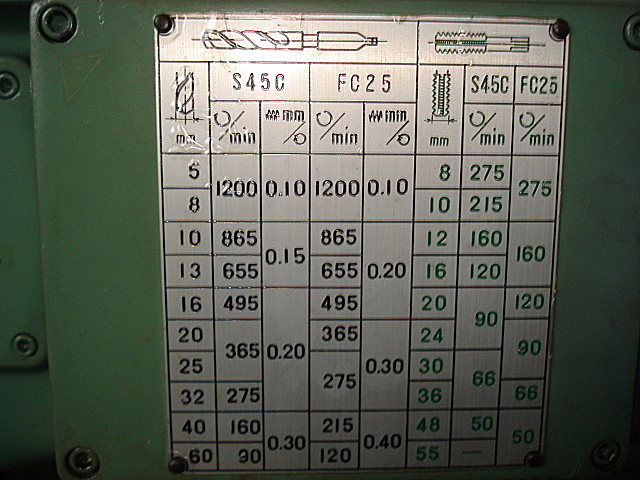 S45C FC25 S45C FC25
mm /min mm/ /min mm/ mm /min /min
5 1200 0.10 1200 0.10 8 275 275
8 10 215
10 865 0.15 865 0.20 12 160 160
13 655 655 16 120
16 495 0.20 495 20 90 120
20 365 365 0.30 24 90
25 275 30 66
32 275 36 66
40 160 0.30 215 0.40 48 50 50
60 90 120 55 —